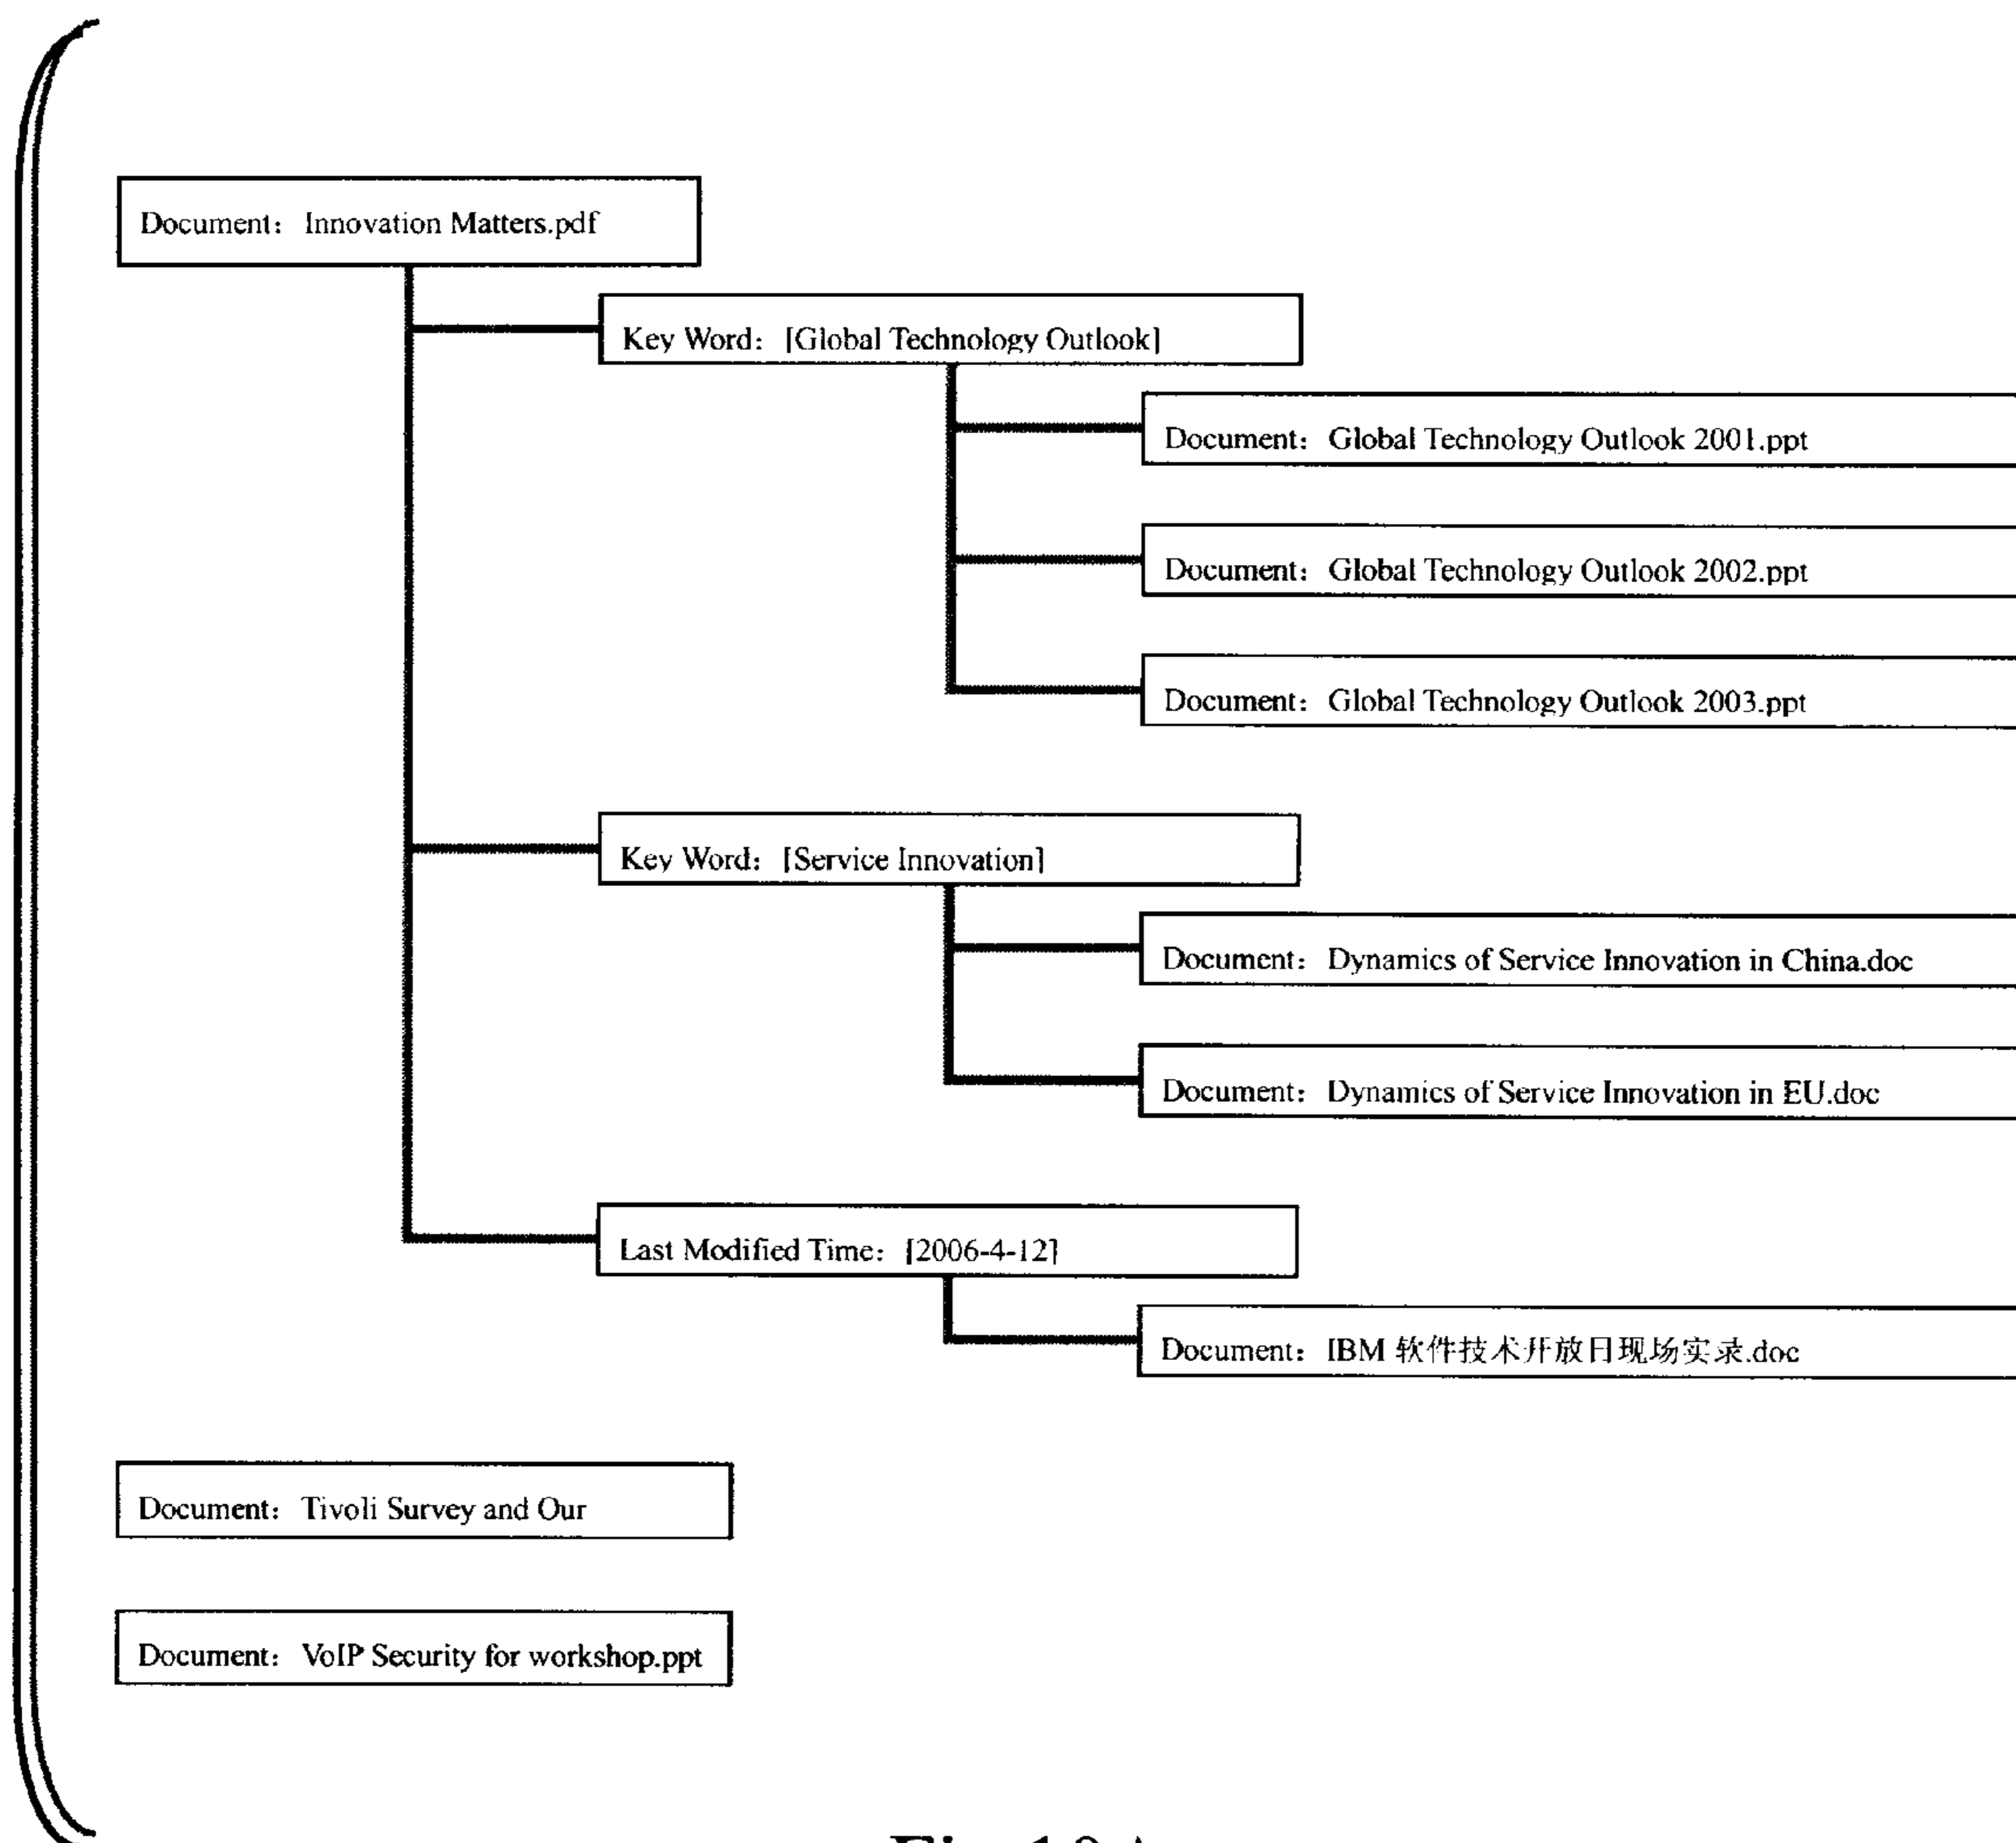 Document： Innovation Matters.pdf
Key Word： [Global Technology Outlook]
Document： Global Technology Outlook 2001.ppt
Document： Global Technology Outlook 2002.ppt
Document： Global Technology Outlook 2003.ppt
Key Word： [Service Innovation]
Document： Dynamics of Service Innovation in China.doc
Document： Dynamics of Service Innovation in EU.doc
Last Modified Time： [2006-4-12]
Document： IBM 软件技术开放日现场实录.doc
Document： Tivoli Survey and Our
Document： VoIP Security for workshop.ppt